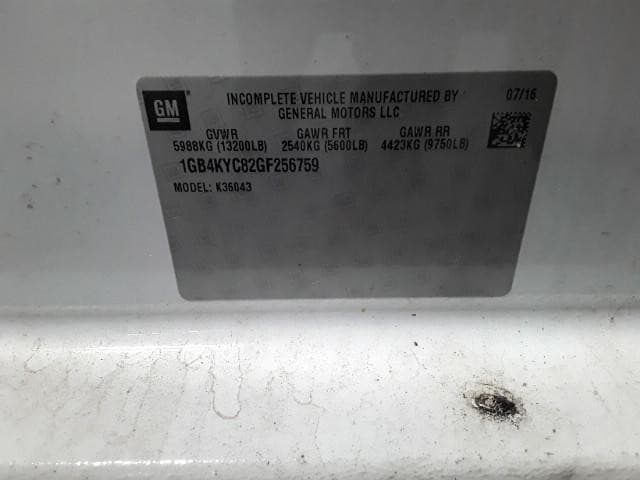 GM
INCOMPLETE VEHICLE MANUFACTURED BY
GENERAL MOTORS LLC
07/16
GVWR GAWR FRT GAWR RR
5988KG (13200LB) 2540KG (5600LB) 4423KG (9750LB)
1GB4KYC82GF256759
MODEL: K36043